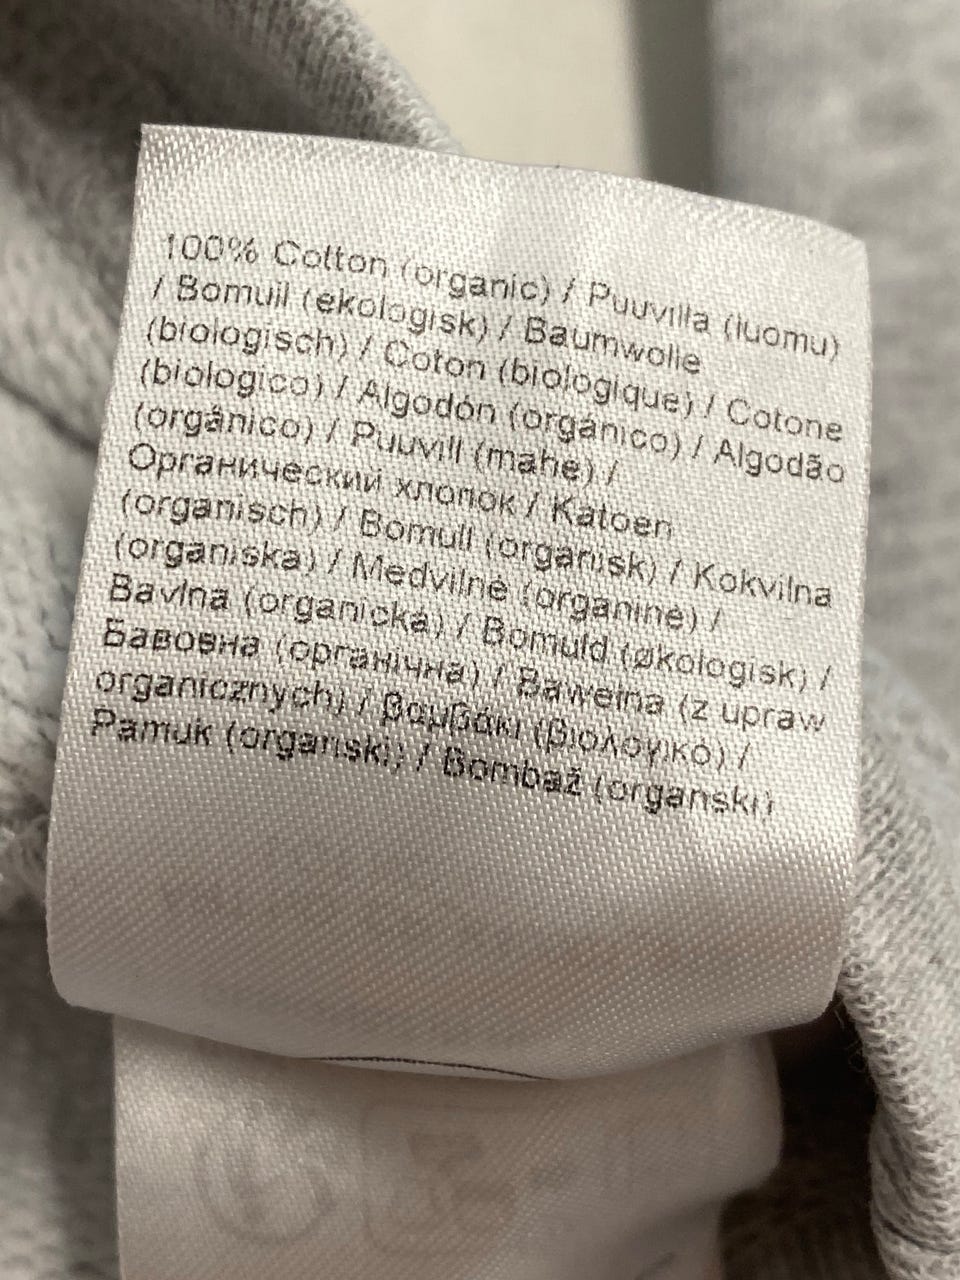 100% Cotton (organic) / Puuvilla (luomu)
/ Bomull (ekologisk) / Baumwolle
(biologisch) / Coton (biologique) / Cotone
(biologico) / Algodón (orgánico) / Algodão
(orgânico) / Puuvill (mahe) /
Органический хлопок / Katoen
(organisch) / Bomull (organisk) / Kokvilna
(organiska) / Medvilnė (organinė) /
Bavlna (organická) / Bomuld (økologisk) /
Бавовна (органічна) / Bawełna (z upraw
organicznych) / βαμβάκι (βιολογικό) /
Pamuk (organski) / Bombaž (organski)